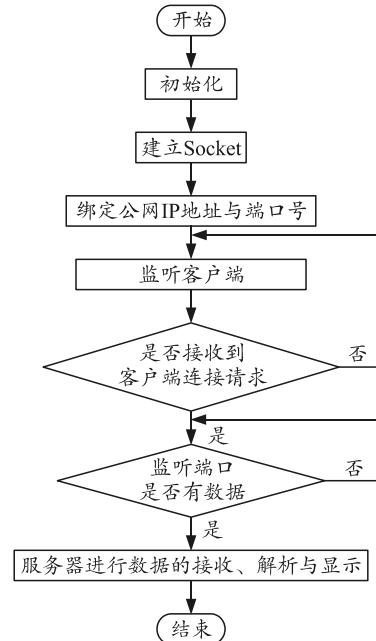 开始
初始化
建立Socket
绑定公网IP地址与端口号
监听客户端
是否接收到
客户端连接请求
否
是
监听端口
是否有数据
否
是
服务器进行数据的接收、解析与显示
结束